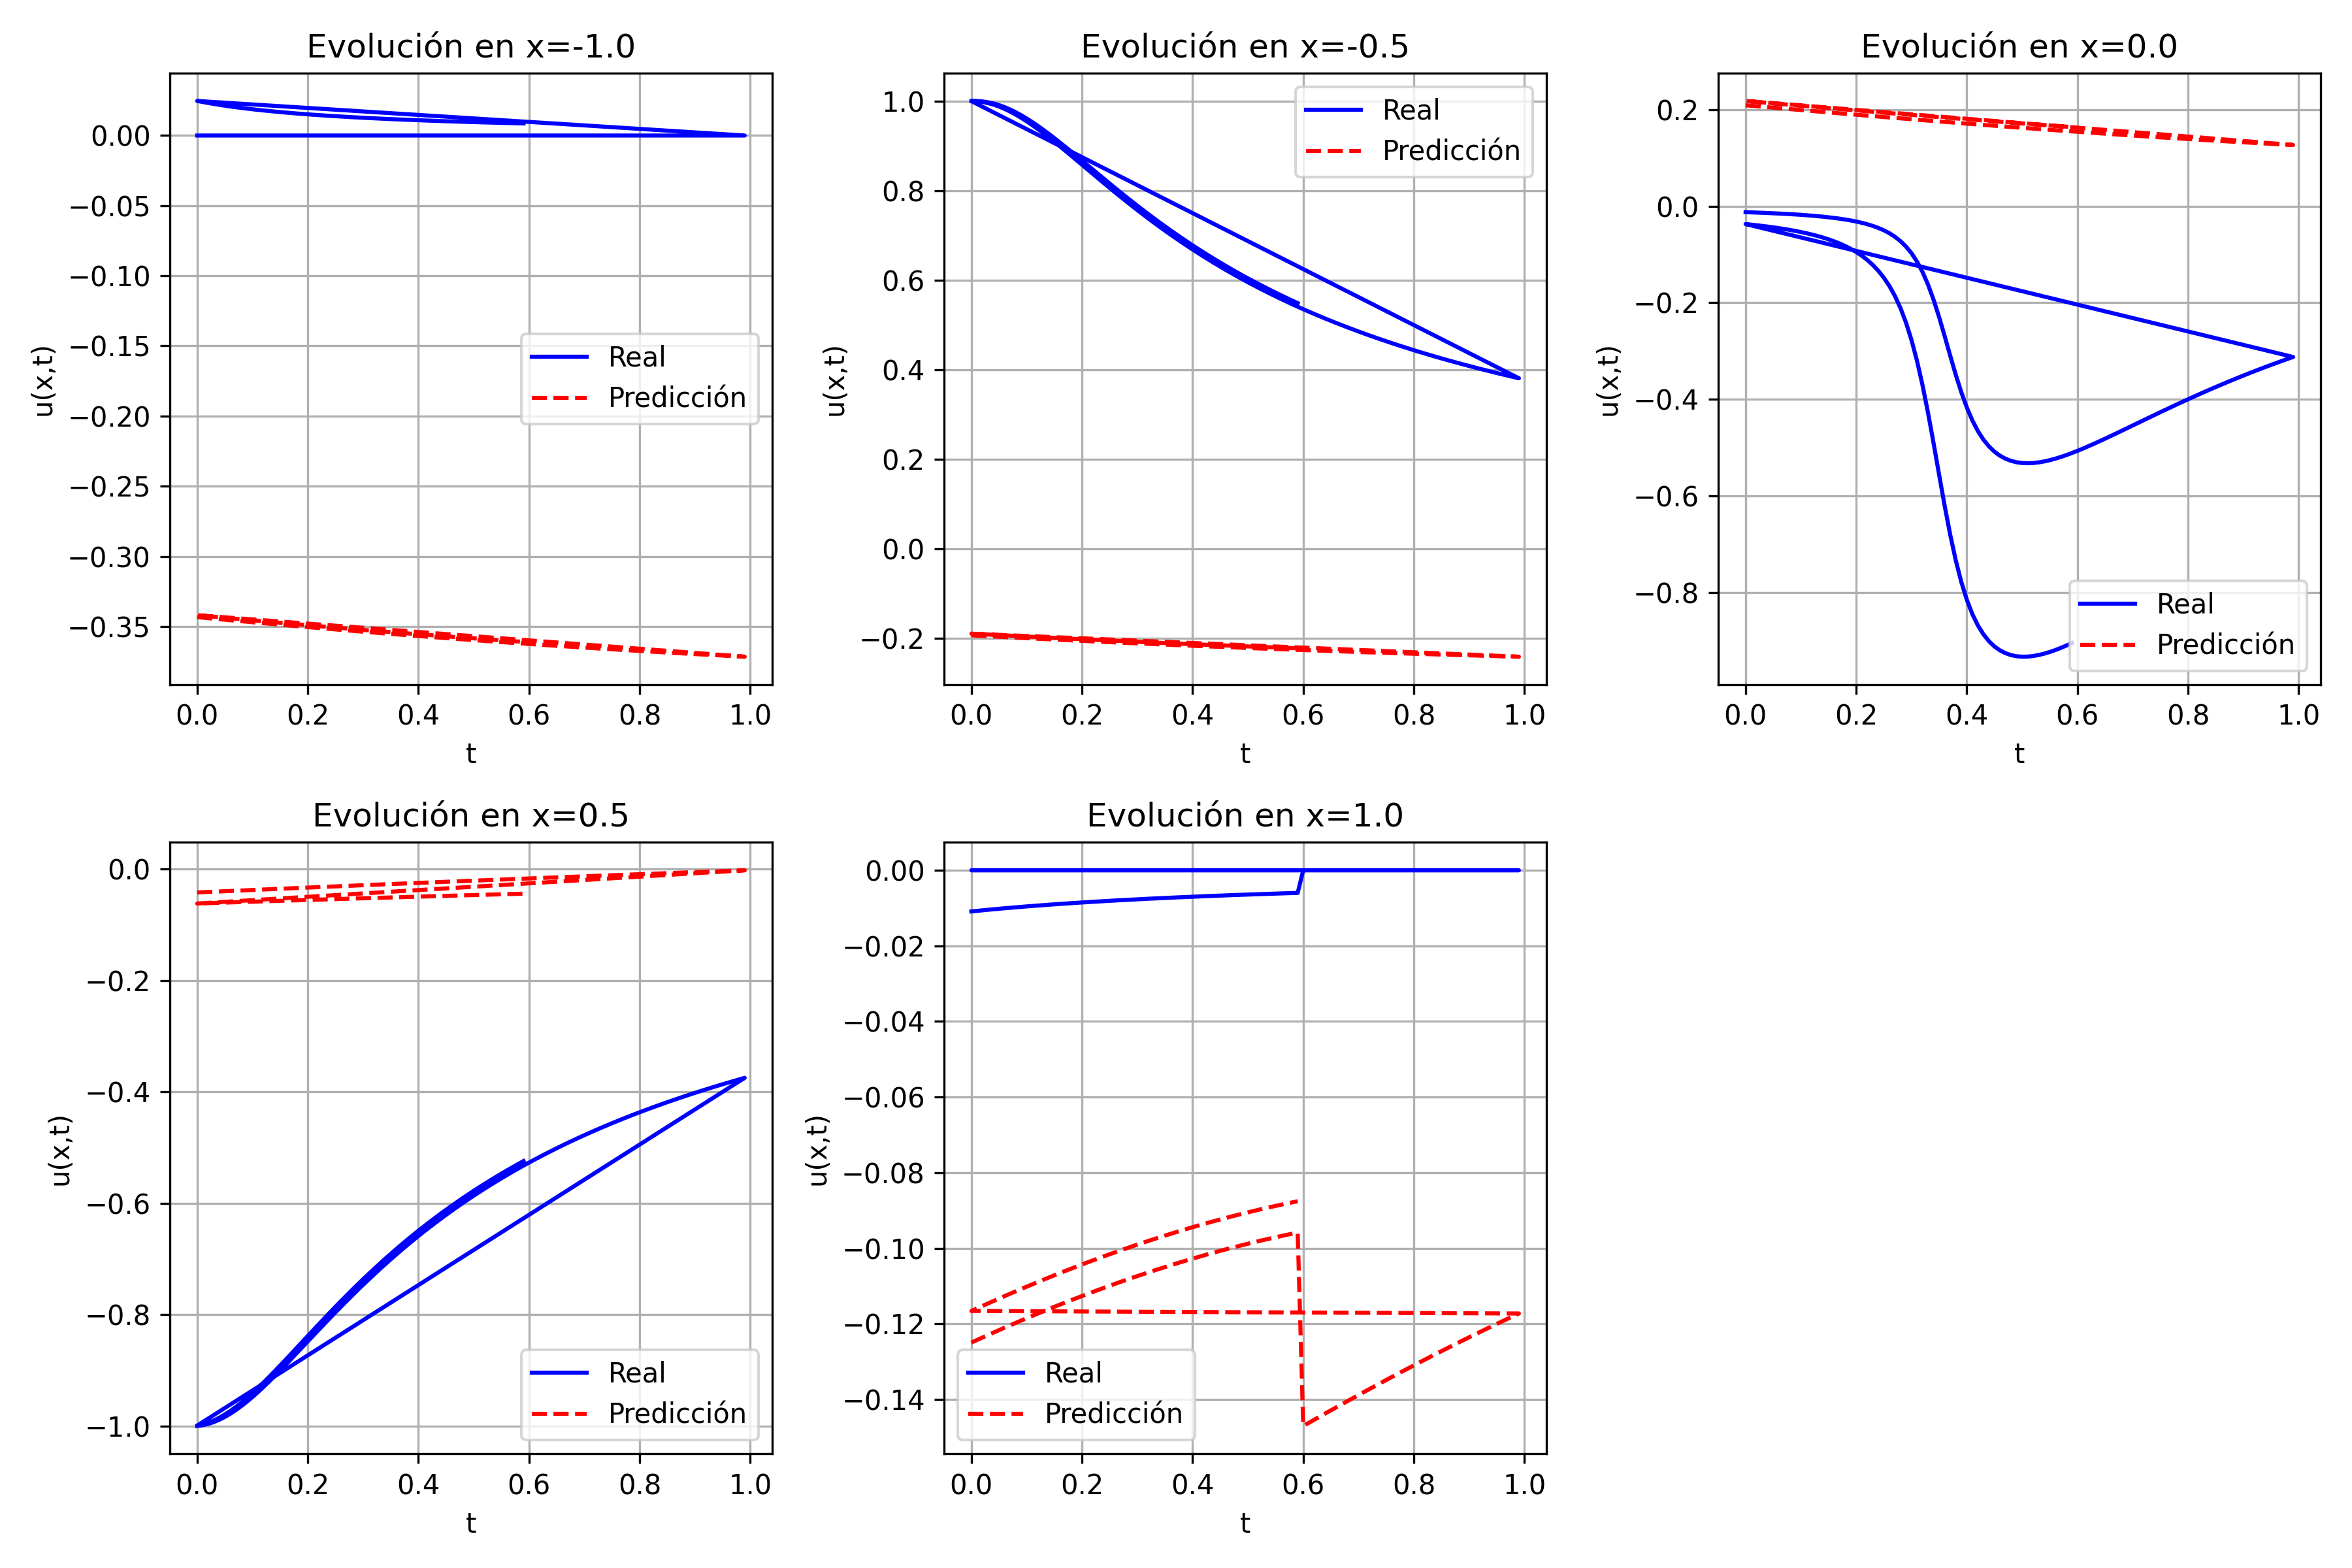 Evolución en x=-1.0
u(x,t)
0.00
−0.05
−0.10
−0.15
−0.20
−0.25
−0.30
−0.35
Real
Predicción
0.0 0.2 0.4 0.6 0.8 1.0
t
Evolución en x=-0.5
u(x,t)
1.0
0.8
0.6
0.4
0.2
0.0
−0.2
Real
Predicción
0.0 0.2 0.4 0.6 0.8 1.0
t
Evolución en x=0.0
u(x,t)
0.2
0.0
−0.2
−0.4
−0.6
−0.8
Real
Predicción
0.0 0.2 0.4 0.6 0.8 1.0
t
Evolución en x=0.5
u(x,t)
0.0
−0.2
−0.4
−0.6
−0.8
−1.0
Real
Predicción
0.0 0.2 0.4 0.6 0.8 1.0
t
Evolución en x=1.0
u(x,t)
0.00
−0.02
−0.04
−0.06
−0.08
−0.10
−0.12
−0.14
Real
Predicción
0.0 0.2 0.4 0.6 0.8 1.0
t